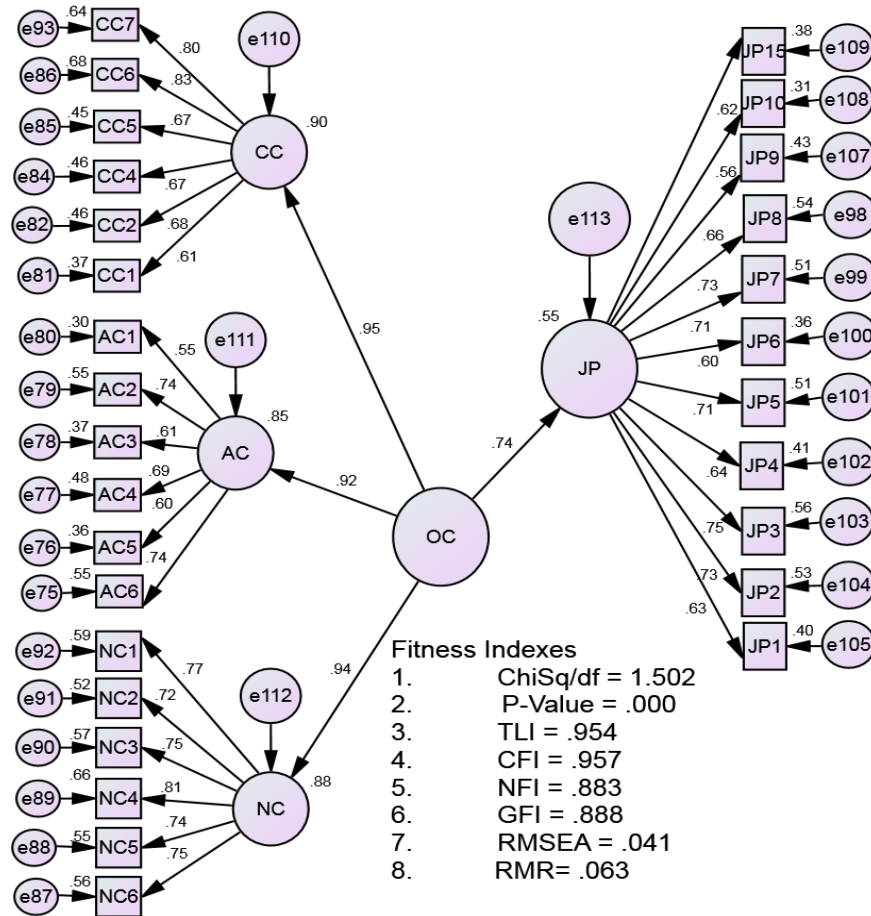 e93 .64 CC7
e86 .68 CC6
e85 .45 CC5
e84 .46 CC4
e82 .46 CC2
e81 .37 CC1
.80
.83
.67
.67
.68
.61
e110
.90
CC
e80 .30 AC1
e79 .55 AC2
e78 .37 AC3
e77 .48 AC4
e76 .36 AC5
e75 .55 AC6
.55
.74
.61
.69
.60
.74
e111
.85
AC
e92 .59 NC1
e91 .52 NC2
e90 .57 NC3
e89 .66 NC4
e88 .55 NC5
e87 .56 NC6
.77
.72
.75
.81
.74
.75
e112
.88
NC
.95
.92
.94
.74
OC
e113
.55
JP
.62
.56
.66
.73
.71
.60
.71
.64
.75
.73
.63
JP15 .38 e109
JP10 .31 e108
JP9 .43 e107
JP8 .54 e98
JP7 .51 e99
JP6 .36 e100
JP5 .51 e101
JP4 .41 e102
JP3 .56 e103
JP2 .53 e104
JP1 .40 e105
Fitness Indexes
1. ChiSq/df = 1.502
2. P-Value = .000
3. TLI = .954
4. CFI = .957
5. NFI = .883
6. GFI = .888
7. RMSEA = .041
8. RMR= .063